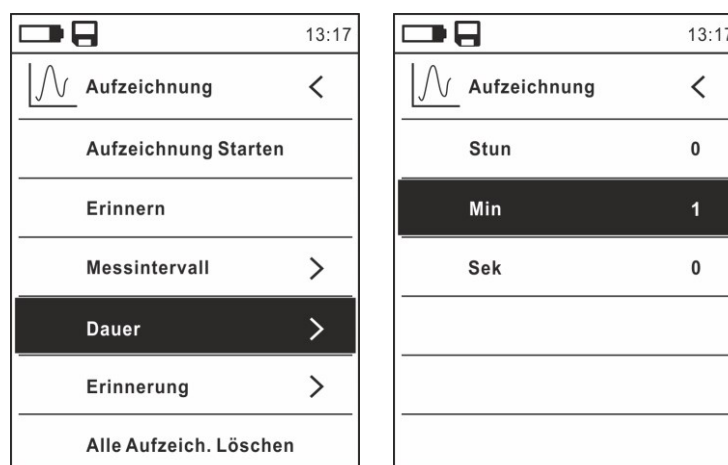 13:17
Aufzeichnung <
Aufzeichnung Starten
Erinnern
Messintervall >
Dauer >
Erinnerung >
Alle Aufzeich. Löschen
13:17
Aufzeichnung <
Stun 0
Min 1
Sek 0